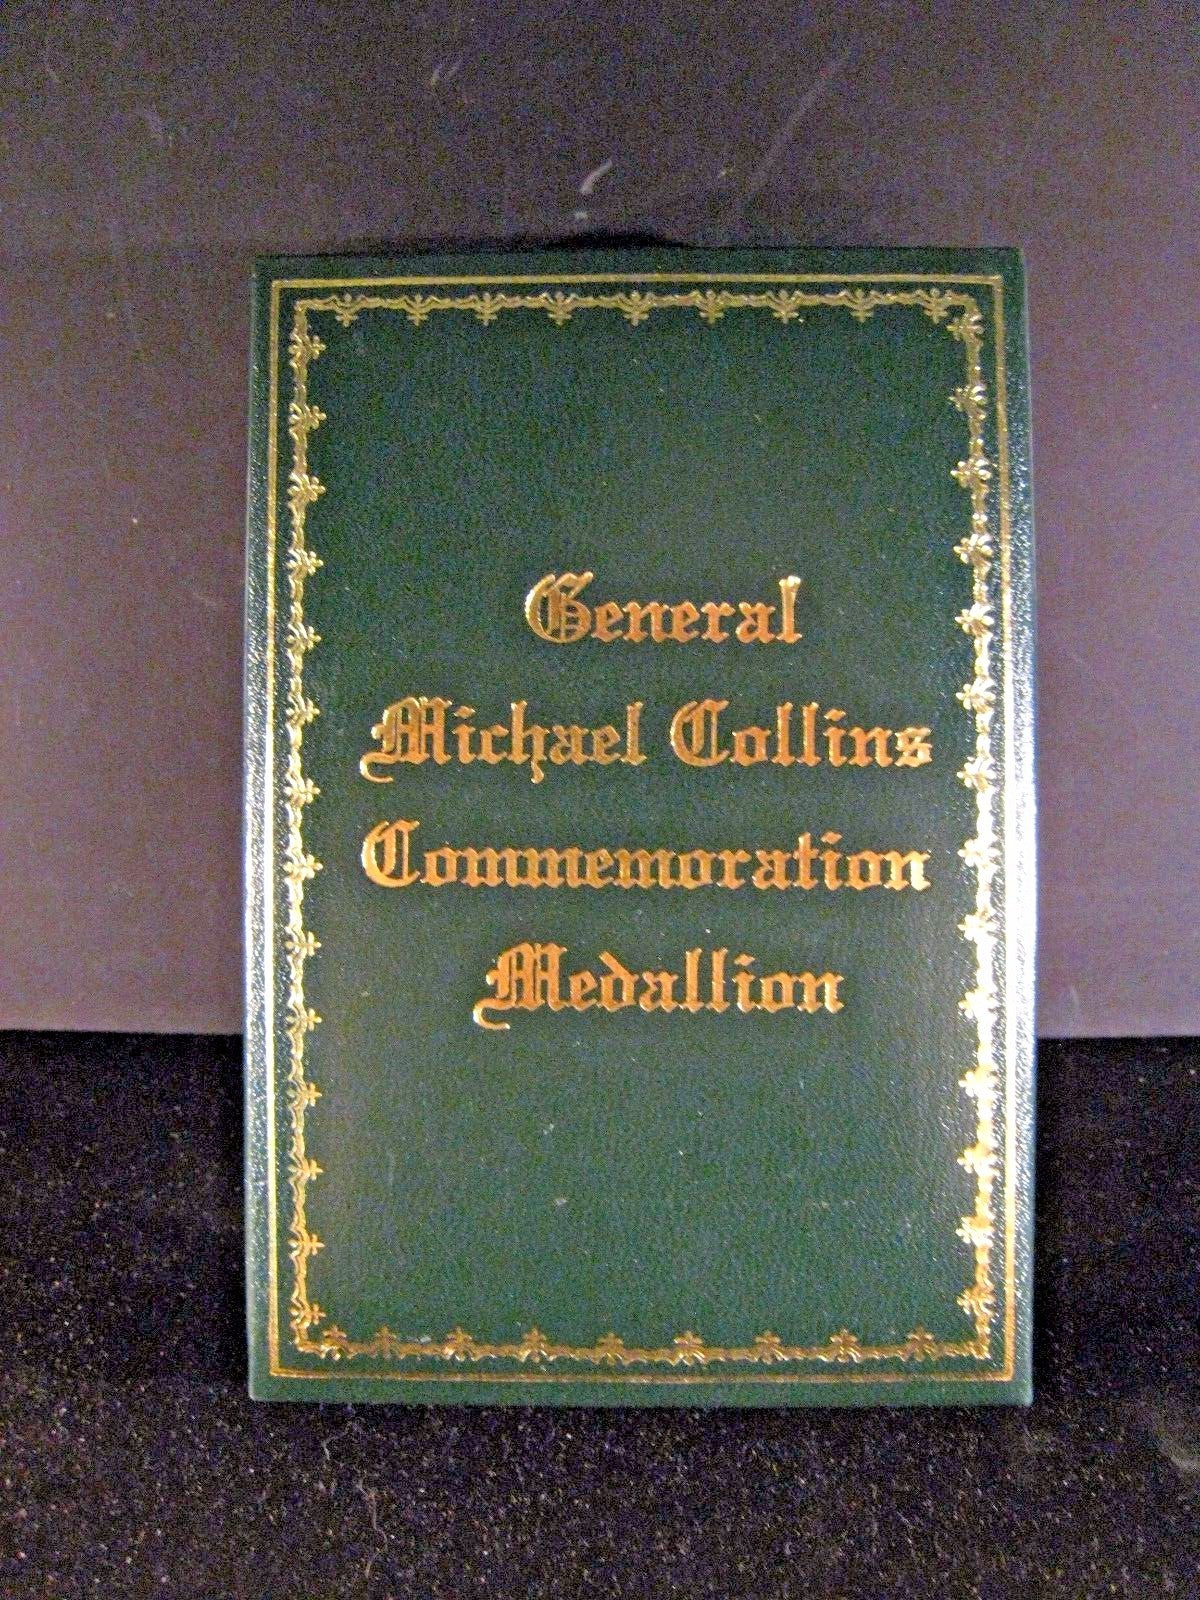 General
Michael Collins
Commemoration
Medallion